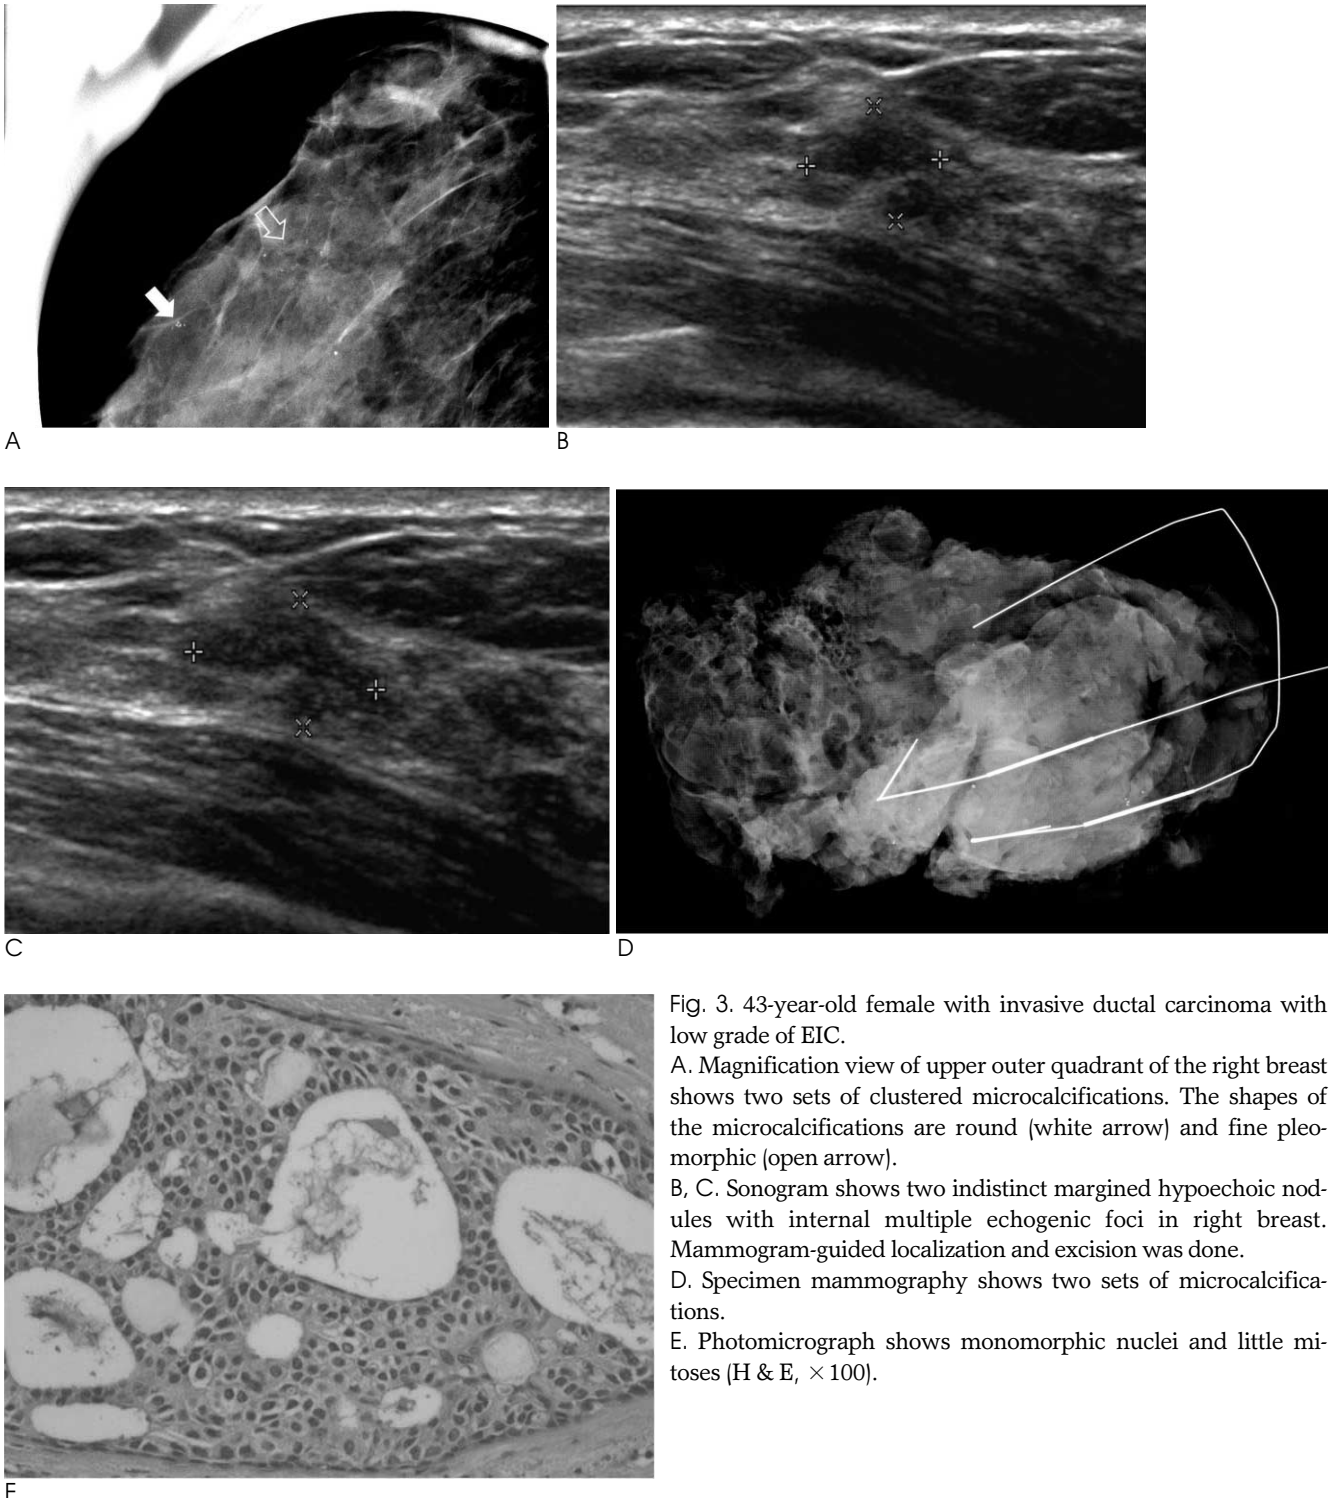 A
B
C
D
F
Fig. 3. 43-year-old female with invasive ductal carcinoma with
low grade of EIC.
A. Magnification view of upper outer quadrant of the right breast
shows two sets of clustered microcalcifications. The shapes of
the microcalcifications are round (white arrow) and fine pleo-
morphic (open arrow).
B, C. Sonogram shows two indistinct margined hypoechoic nod-
ules with internal multiple echogenic foci in right breast.
Mammogram-guided localization and excision was done.
D. Specimen mammography shows two sets of microcalcifica-
tions.
E. Photomicrograph shows monomorphic nuclei and little mi-
toses (H & E, × 100).